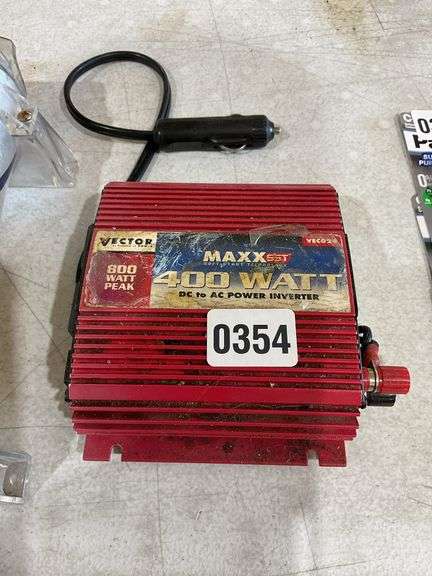 VECTOR
MAXX SST
VEC024
800
WATT
PEAK
400 WATT
DC to AC POWER INVERTER
0354